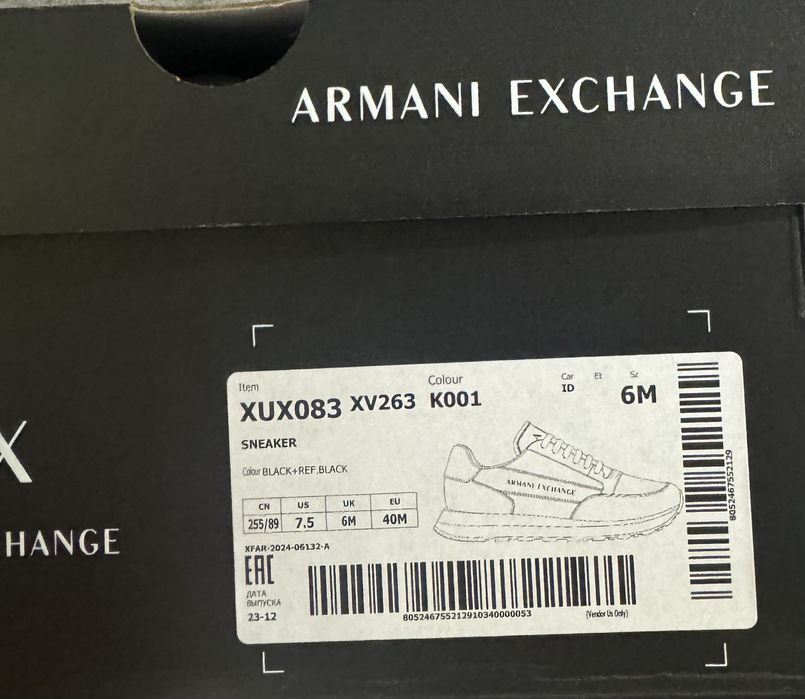 ARMANI EXCHANGE
X
HANGE
Item
Colour
Car
Et
Sz
XUX083 XV263 K001
ID
6M
SNEAKER
Colour BLACK+REF.BLACK
ARMANI EXCHANGE
CN US UK EU
255/89 7.5 6M 40M
XFAR-2024-06132-A
EAC
ДАТА
ВЫПУСКА
23-12
805246755212910340000053
(Vendor Us Only)
8052467552129